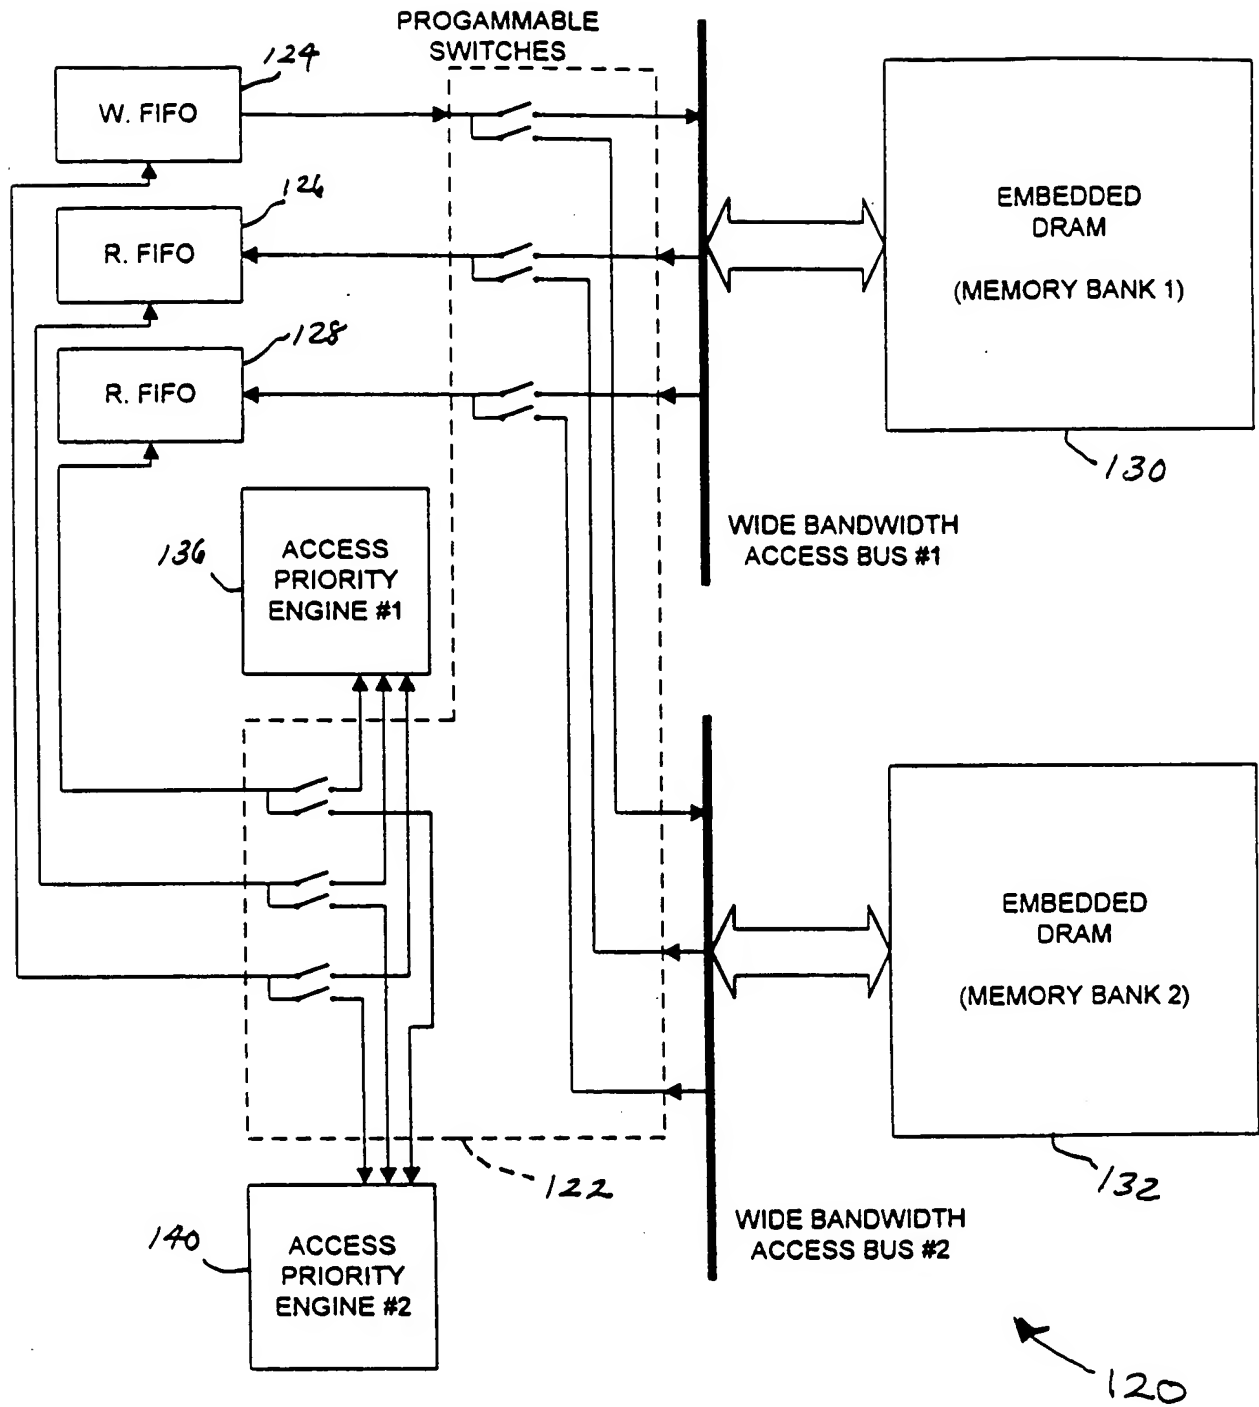 PROGAMMABLE
SWITCHES
124
W. FIFO
126
R. FIFO
128
R. FIFO
EMBEDDED
DRAM
(MEMORY BANK 1)
130
WIDE BANDWIDTH
ACCESS BUS #1
136
ACCESS
PRIORITY
ENGINE #1
EMBEDDED
DRAM
(MEMORY BANK 2)
132
122
WIDE BANDWIDTH
ACCESS BUS #2
140
ACCESS
PRIORITY
ENGINE #2
120